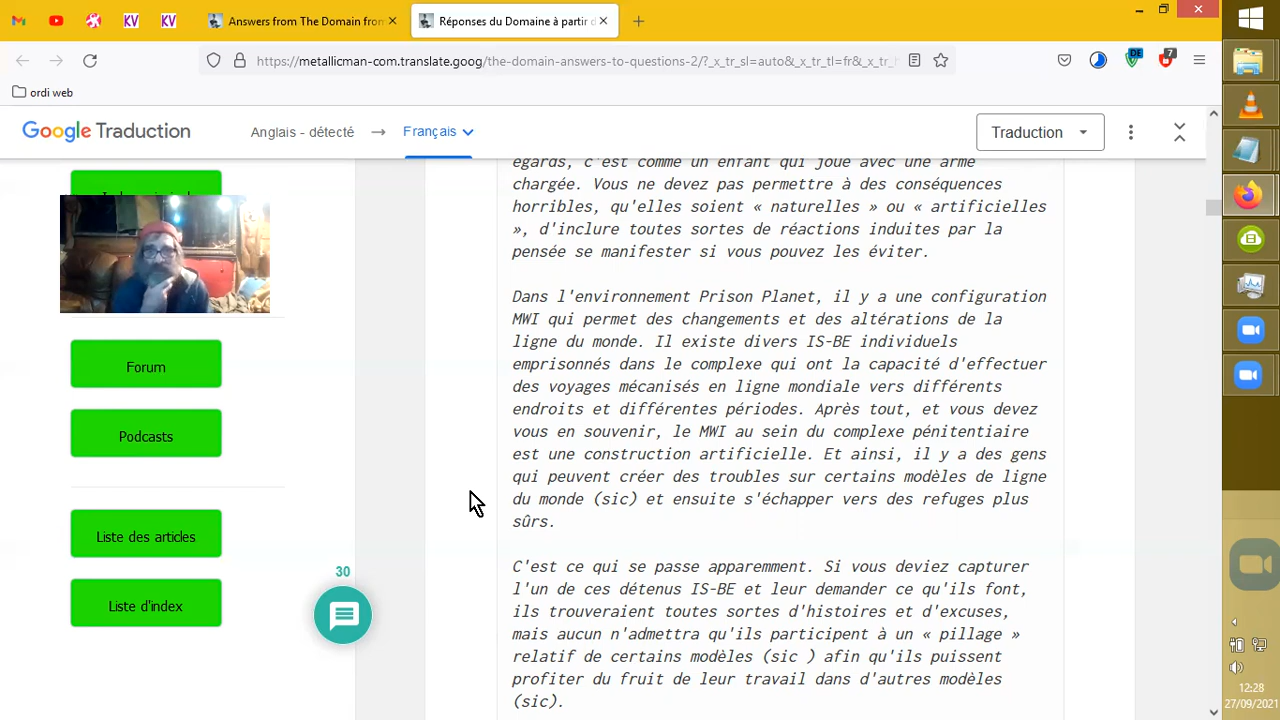 Answers from The Domain fron
Réponses du Domaine à partir d
https://metallicman-com.translate.goog/the-domain-answers-to-questions-2/?_x_tr_sl=auto&_x_tr_tl=fr&_x_tr_
DE
7
ordi web
Google Traduction
Anglais - détecté
Français
Traduction
égards, c'est comme un enfant qui joue avec une arme
chargée. Vous ne devez pas permettre à des conséquences
horribles, qu'elles soient « naturelles » ou « artificielles
», d'inclure toutes sortes de réactions induites par la
pensée se manifester si vous pouvez les éviter.
Dans l'environnement Prison Planet, il y a une configuration
MWI qui permet des changements et des altérations de la
ligne du monde. Il existe divers IS-BE individuels
emprisonnés dans le complexe qui ont la capacité d'effectuer
des voyages mécanisés en ligne mondiale vers différents
endroits et différentes périodes. Après tout, et vous devez
vous en souvenir, le MWI au sein du complexe pénitentiaire
est une construction artificielle. Et ainsi, il y a des gens
qui peuvent créer des troubles sur certains modèles de ligne
du monde (sic) et ensuite s'échapper vers des refuges plus
sûrs.
C'est ce qui se passe apparemment. Si vous deviez capturer
l'un de ces détenus IS-BE et leur demander ce qu'ils font,
ils trouveraient toutes sortes d'histoires et d'excuses,
mais aucun n'admettra qu'ils participent à un « pillage »
relatif de certains modèles (sic ) afin qu'ils puissent
profiter du fruit de leur travail dans d'autres modèles
(sic).
Forum
Podcasts
Liste des articles
Liste d'index
30
12:28
27/09/2021